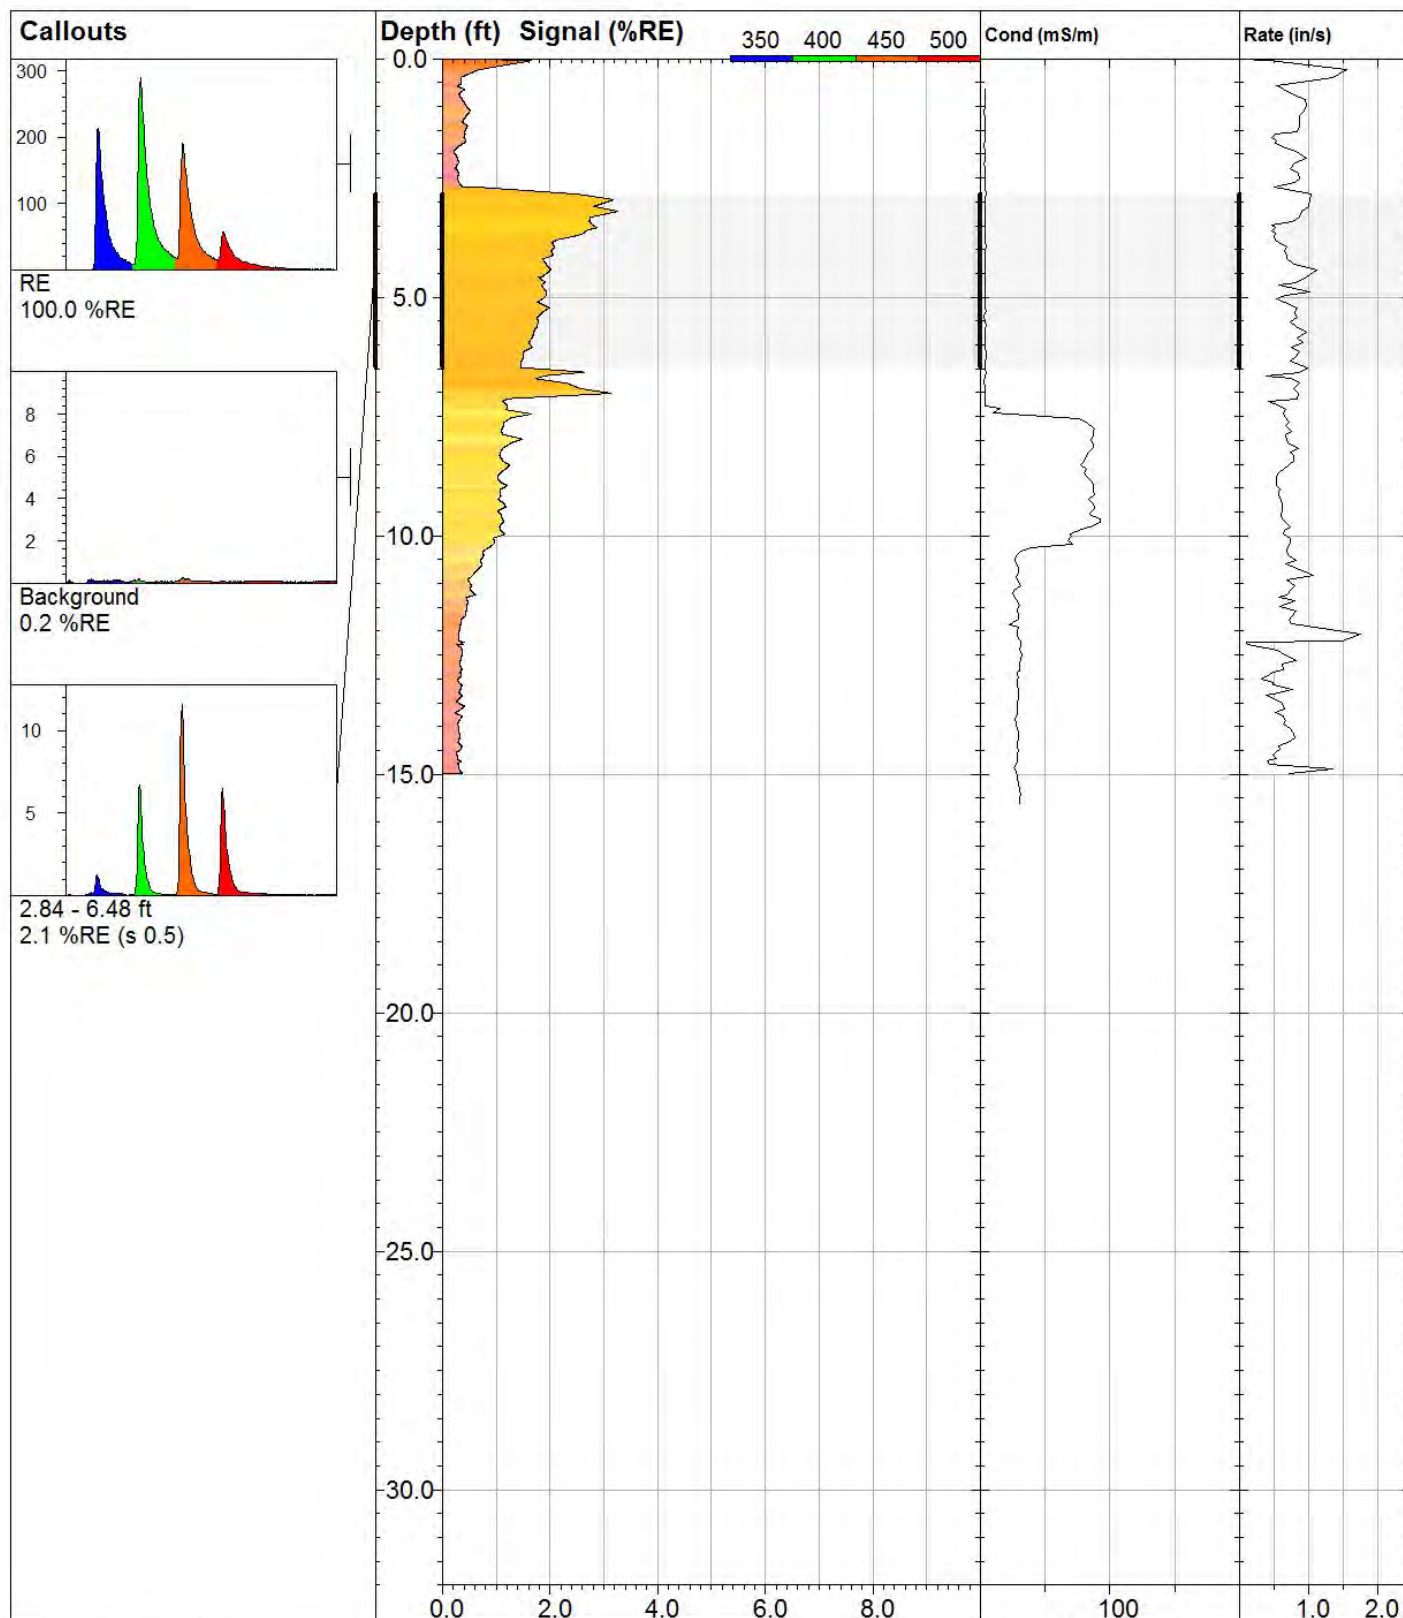 Callouts
Depth (ft) Signal (%RE)
350 400 450 500
Cond (mS/m)
Rate (in/s)
300
200
100
RE
100.0 %RE
8
6
4
2
Background
0.2 %RE
10
5
2.84 - 6.48 ft
2.1 %RE (s 0.5)
0.0
5.0
10.0
15.0
20.0
25.0
30.0
0.0 2.0 4.0 6.0 8.0
100
1.0 2.0